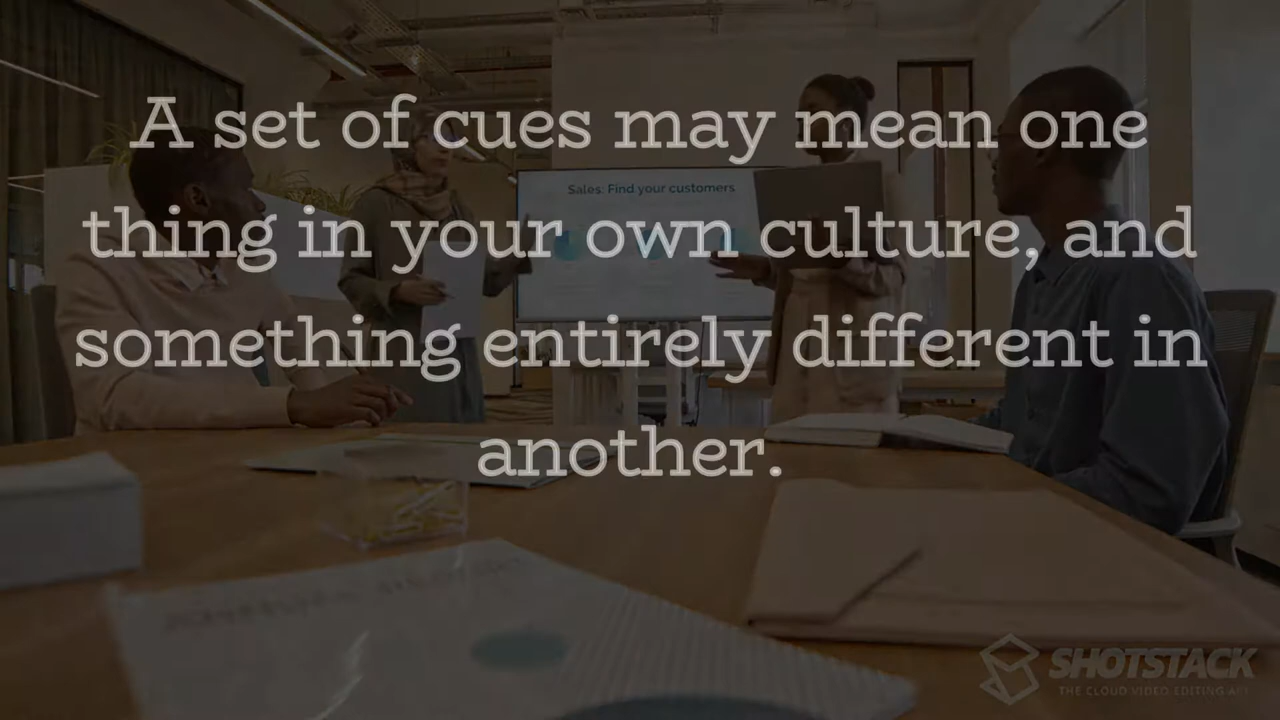 A set of cues may mean one
thing in your own culture, and
something entirely different in
another.
Sales: Find your customers
SHOTSTACK
THE CLOUD VIDEO EDITING API